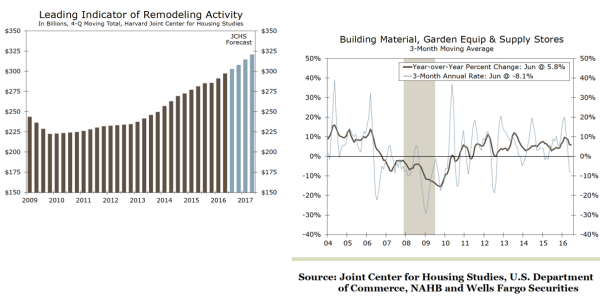 Leading Indicator of Remodeling Activity
In Billions, 4-Q Moving Total, Harvard Joint Center for Housing Studies
$350 $350
JCHS
Forecast
$325 $325
$300 $300
$275 $275
$250 $250
$225 $225
$200 $200
$175 $175
$150 $150
2009 2010 2011 2012 2013 2014 2015 2016 2017
Building Material, Garden Equip & Supply Stores
3-Month Moving Average
50% 50%
Year-over-Year Percent Change: Jun @ 5.8%
3-Month Annual Rate: Jun @ -8.1%
40% 40%
30% 30%
20% 20%
10% 10%
0% 0%
-10% -10%
-20% -20%
-30% -30%
-40% -40%
04 05 06 07 08 09 10 11 12 13 14 15 16
Source: Joint Center for Housing Studies, U.S. Department
of Commerce, NAHB and Wells Fargo Securities